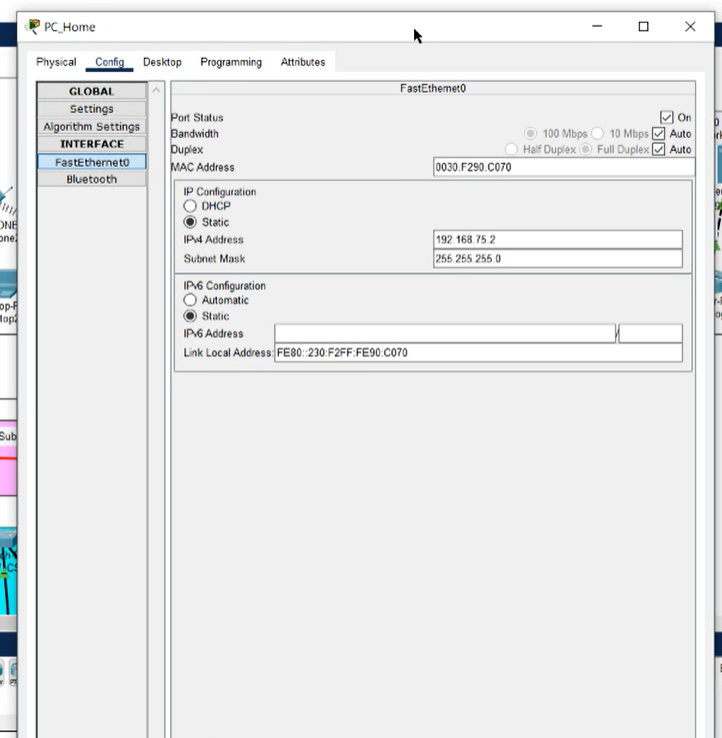 PC_Home
Physical Config Desktop Programming Attributes
GLOBAL
Settings
Algorithm Settings
INTERFACE
FastEthernet0
Bluetooth
FastEthernet0
Port Status On
Bandwidth 100 Mbps 10 Mbps Auto
Duplex Half Duplex Full Duplex Auto
MAC Address 0030.F290.C070
IP Configuration
DHCP
Static
IPv4 Address 192.168.75.2
Subnet Mask 255.255.255.0
IPv6 Configuration
Automatic
Static
IPv6 Address /
Link Local Address: FE80::230:F2FF:FE90:C070
Sub